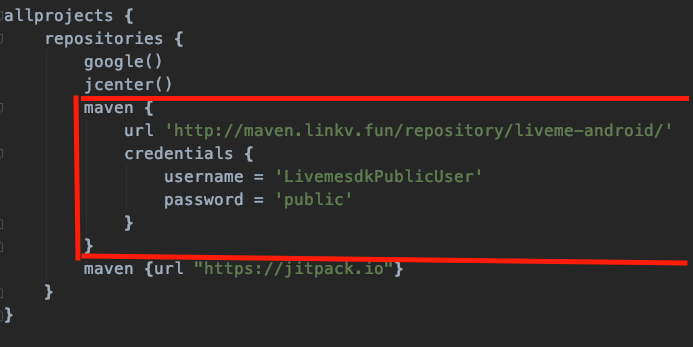 allprojects {
    repositories {
        google()
        jcenter()
        maven {
            url 'http://maven.linkv.fun/repository/liveme-android/'
            credentials {
                username = 'LivemesdkPublicUser'
                password = 'public'
            }
        }
        maven {url "https://jitpack.io"}
    }
}